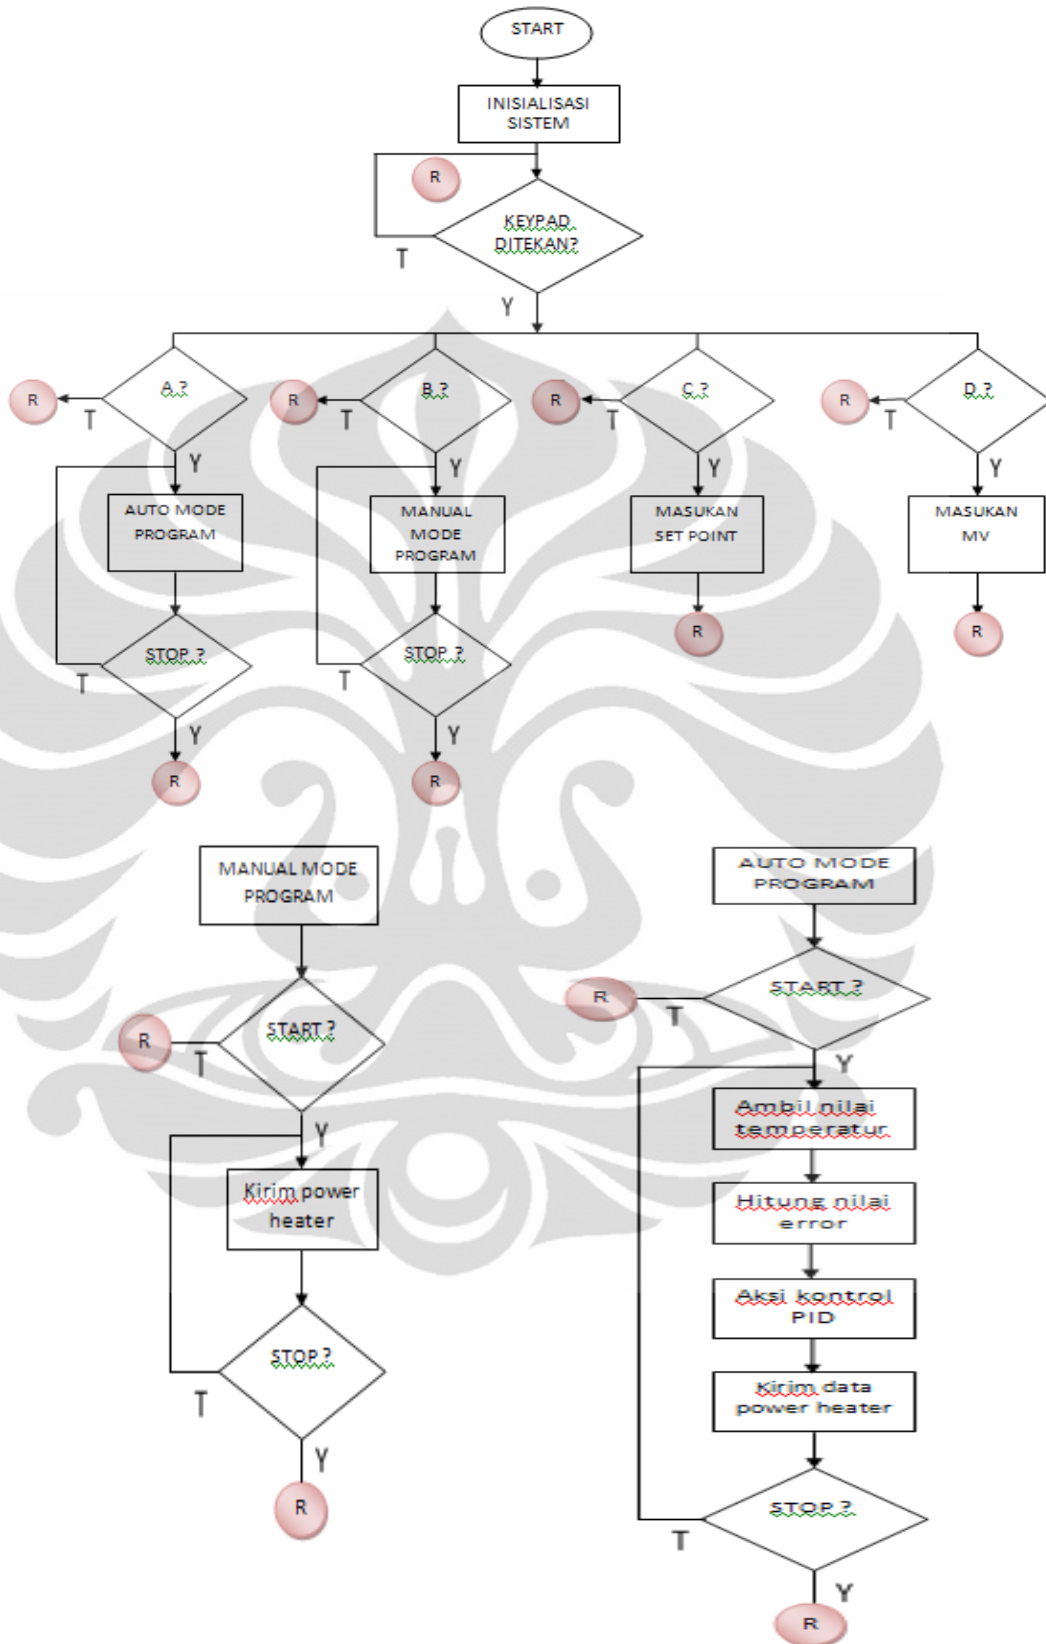 START
INISIALISASI
SISTEM
R
KEYPAD
DITEKAN?
T
Y
A ?
B ?
C ?
D ?
R
T
R
T
R
T
R
T
Y
Y
Y
Y
AUTO MODE
PROGRAM
MANUAL
MODE
PROGRAM
MASUKAN
SET POINT
MASUKAN
MV
STOP ?
T
STOP ?
T
R
R
Y
Y
R
R
MANUAL MODE
PROGRAM
START ?
R
T
Y
Kirim power
heater
STOP ?
T
Y
R
AUTO MODE
PROGRAM
START ?
R
T
Y
Ambil nilai
temperatur
Hitung nilai
error
Aksi kontrol
PID
Kirim data
power heater
STOP ?
T
Y
R